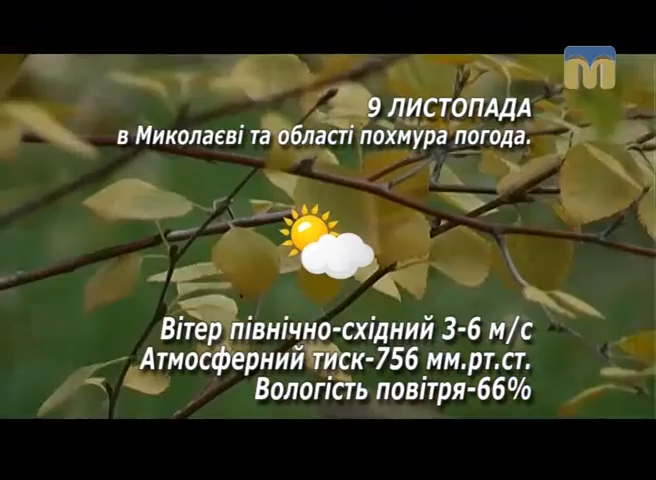 9 ЛИСТОПАДА
в Миколаєві та області похмура погода.
Вітер північно-східний 3-6 м/с
Атмосферний тиск-756 мм.рт.ст.
Вологість повітря-66%